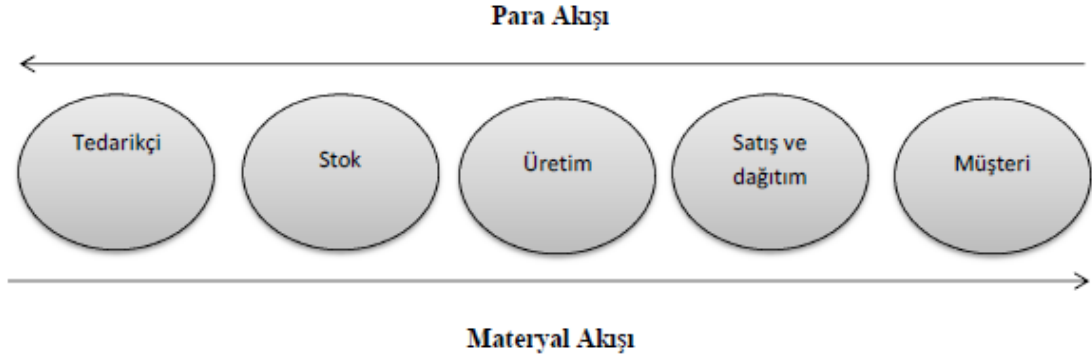 Para Akışı
Tedarikçi
Stok
Üretim
Satış ve
dağıtım
Müşteri
Materyal Akışı